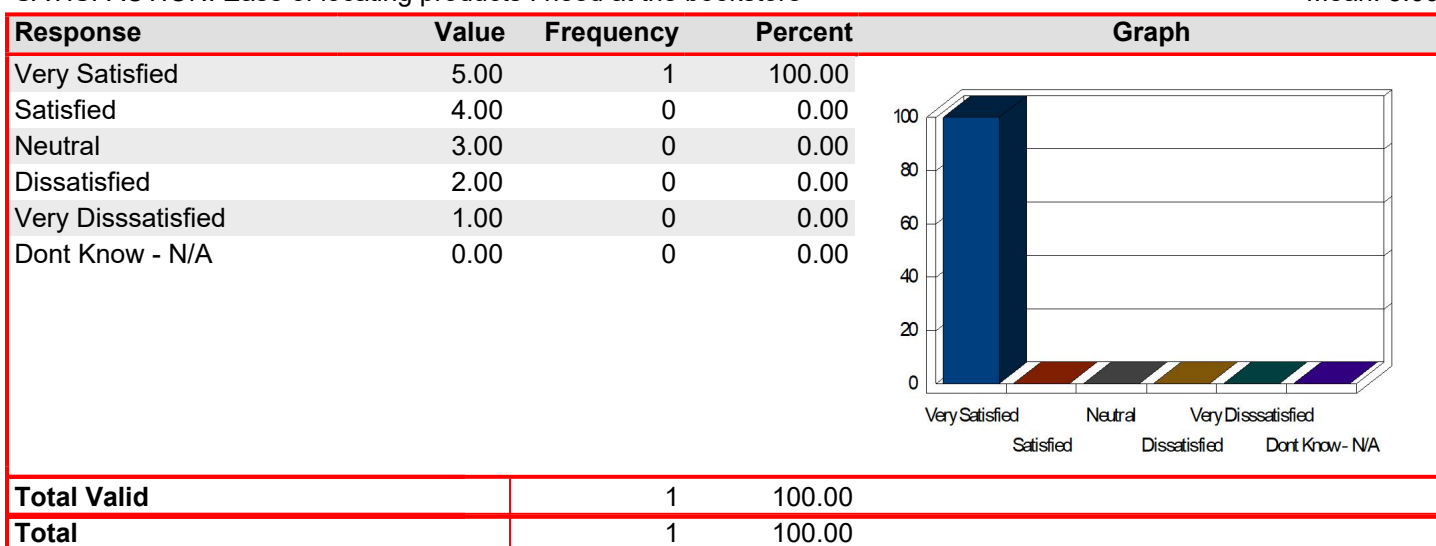 Response Value Frequency Percent Graph
Very Satisfied 5.00 1 100.00
Satisfied 4.00 0 0.00
Neutral 3.00 0 0.00
Dissatisfied 2.00 0 0.00
Very Disssatisfied 1.00 0 0.00
Dont Know - N/A 0.00 0 0.00
100
80
60
40
20
0
Very Satisfied Neutral Very Disssatisfied
Satisfied Dissatisfied Dont Know - N/A
Total Valid 1 100.00
Total 1 100.00